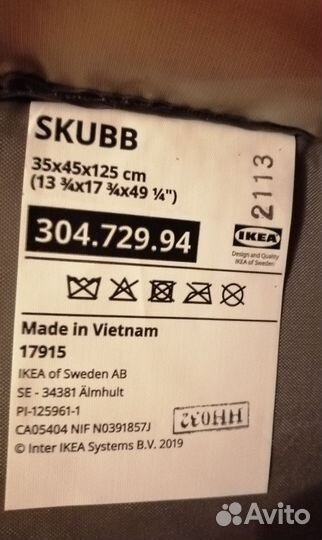 SKUBB
35x45x125 cm
(13 ¾x17 ¾x49 ¼")
304.729.94
2113
IKEA
Design and Quality
IKEA of Sweden
Made in Vietnam
17915
IKEA of Sweden AB
SE - 34381 Älmhult
PI-125961-1
CA05404 NIF N0391857J
HH032
© Inter IKEA Systems B.V. 2019
Avito